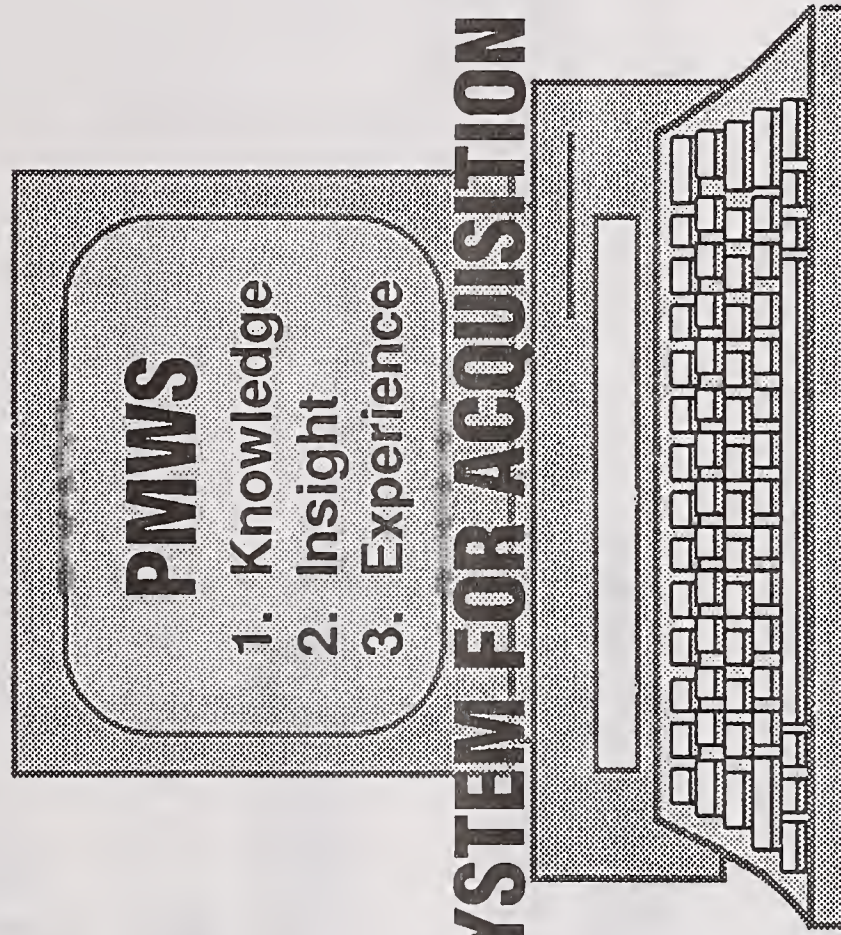 PMWS
1. Knowledge
2. Insight
3. Experience
YSTEM FOR ACQUISITION